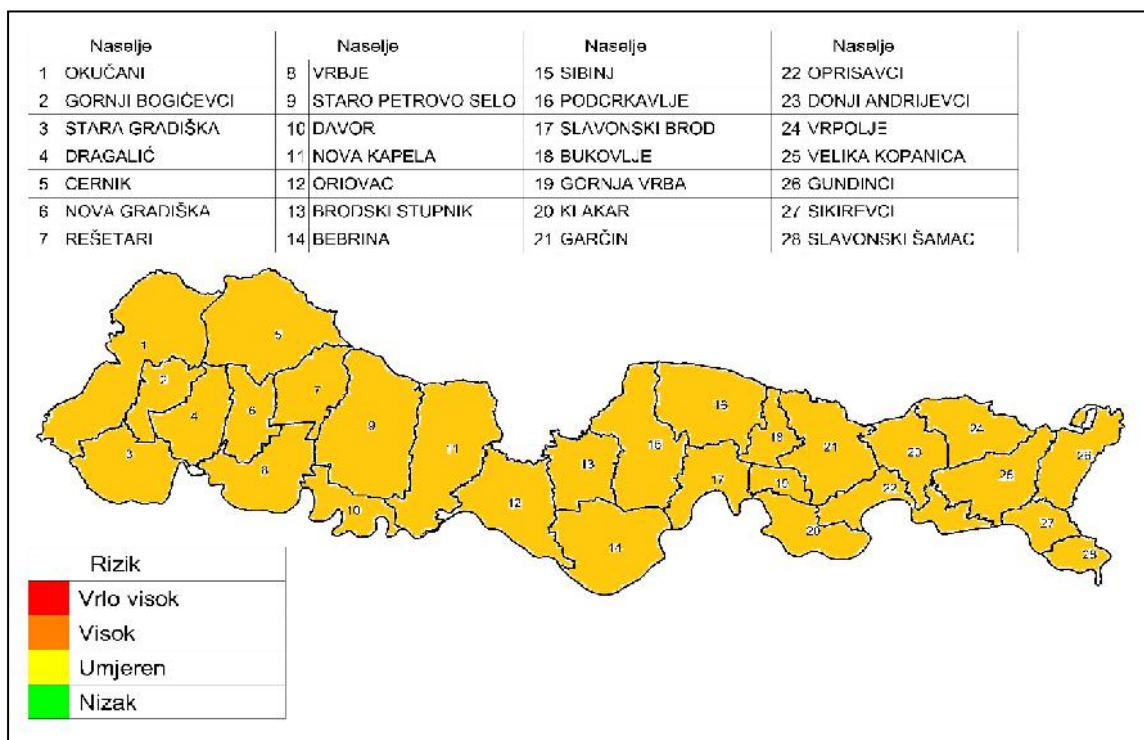 Naselje Naselje Naselje Naselje
1 OKUČANI 8 VRBJE 15 SIBINJ 22 OPRISAVCI
2 GORNJI BOGIĆEVCI 9 STARO PETROVO SELO 16 PODCRKAVLJE 23 DONJI ANDRIJEVCI
3 STARA GRADIŠKA 10 DAVOR 17 SLAVONSKI BROD 24 VRPOLJE
4 DRAGALIĆ 11 NOVA KAPELA 18 BUKOVLJE 25 VELIKA KOPANICA
5 CERNIK 12 ORIOVAC 19 GORNJA VRBA 26 GUNDINCI
6 NOVA GRADIŠKA 13 BRODSKI STUPNIK 20 KLAKAR 27 SIKIREVCI
7 REŠETARI 14 BEBRINA 21 GARČIN 28 SLAVONSKI ŠAMAC
5
1
2
7
6
4
9
3
8
11
10
12
13
14
17
18
21
19
22
24
25
27
28
Rizik
Vrlo visok
Visok
Umjeren
Nizak